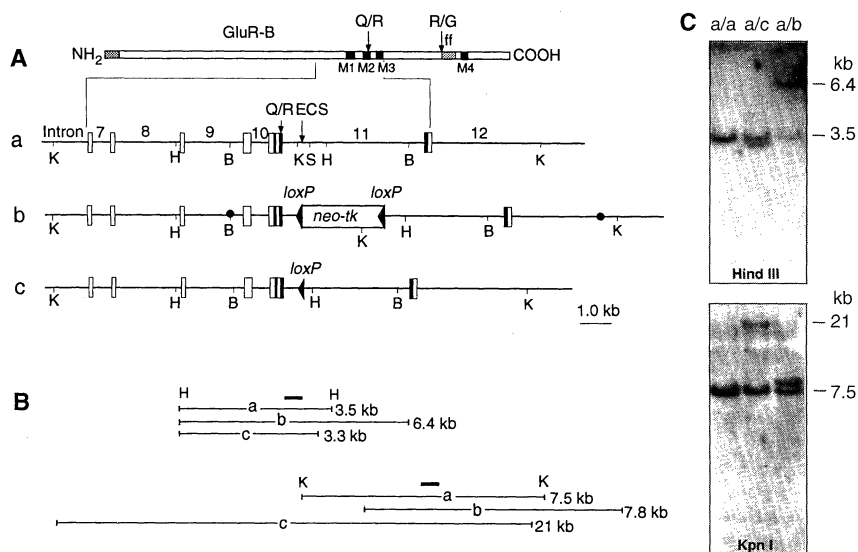 A
GluR-B
Q/R
R/G
ff
NH2
COOH
M1 M2 M3 M4
Q/R ECS
a
Intron 7 8 9 10 11 12
K H B K S H B K
b
loxP loxP
neo-tk
K H B K H B K
c
loxP
K H B H B K
1.0 kb
B
H H
a 3.5 kb
b 6.4 kb
c 3.3 kb
K K
a 7.5 kb
b 7.8 kb
c 21 kb
C
a/a a/c a/b
kb
6.4
3.5
Hind III
kb
21
7.5
Kpn I